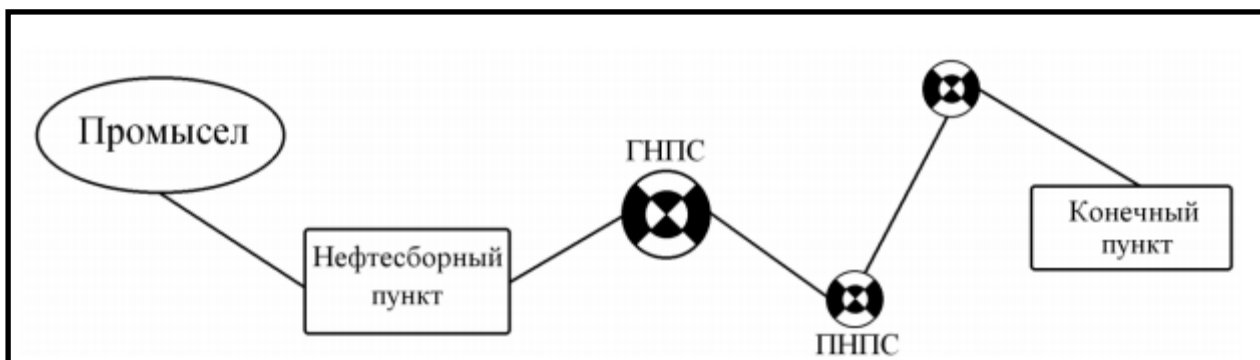 Промысел
Нефтесборный
пункт
ГНПС
ПНПС
Конечный
пункт